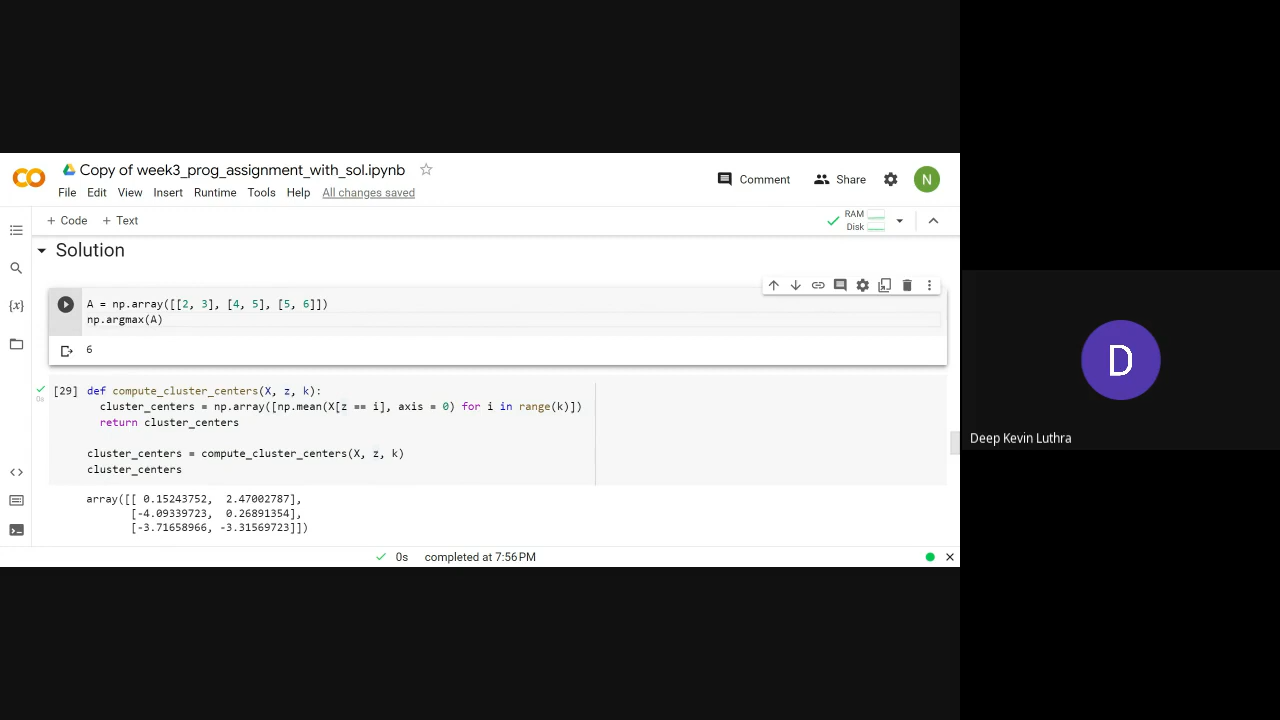 Copy of week3_prog_assignment_with_sol.ipynb
File Edit View Insert Runtime Tools Help All changes saved
Comment Share N
+ Code + Text
RAM
Disk
Solution
A = np.array([[2, 3], [4, 5], [5, 6]])
np.argmax(A)
6
[29] def compute_cluster_centers(X, z, k):
0s
cluster_centers = np.array([np.mean(X[z == i], axis = 0) for i in range(k)])
return cluster_centers
cluster_centers = compute_cluster_centers(X, z, k)
cluster_centers
array([[ 0.15243752, 2.47002787],
[-4.09339723, 0.26891354],
[-3.71658966, -3.31569723]])
0s completed at 7:56 PM
D
Deep Kevin Luthra